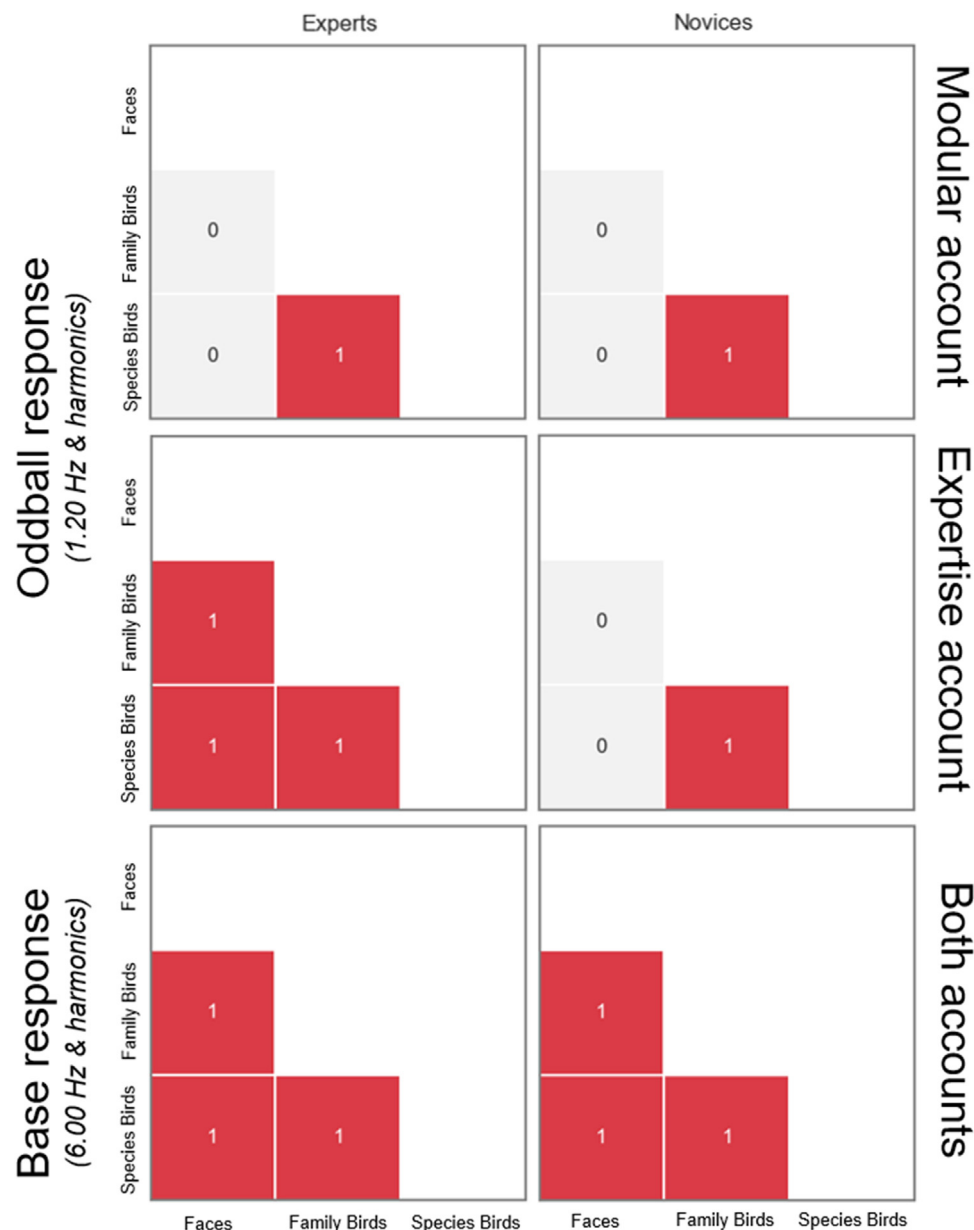 Experts
Novices
Oddball response
(1.20 Hz & harmonics)
Faces
Family Birds
Species Birds
0
0
1
0
0
1
Modular account
Faces
Family Birds
Species Birds
1
1
1
0
0
1
Expertise account
Base response
(6.00 Hz & harmonics)
Faces
Family Birds
Species Birds
1
1
1
1
1
1
Both accounts
Faces
Family Birds
Species Birds
Faces
Family Birds
Species Birds